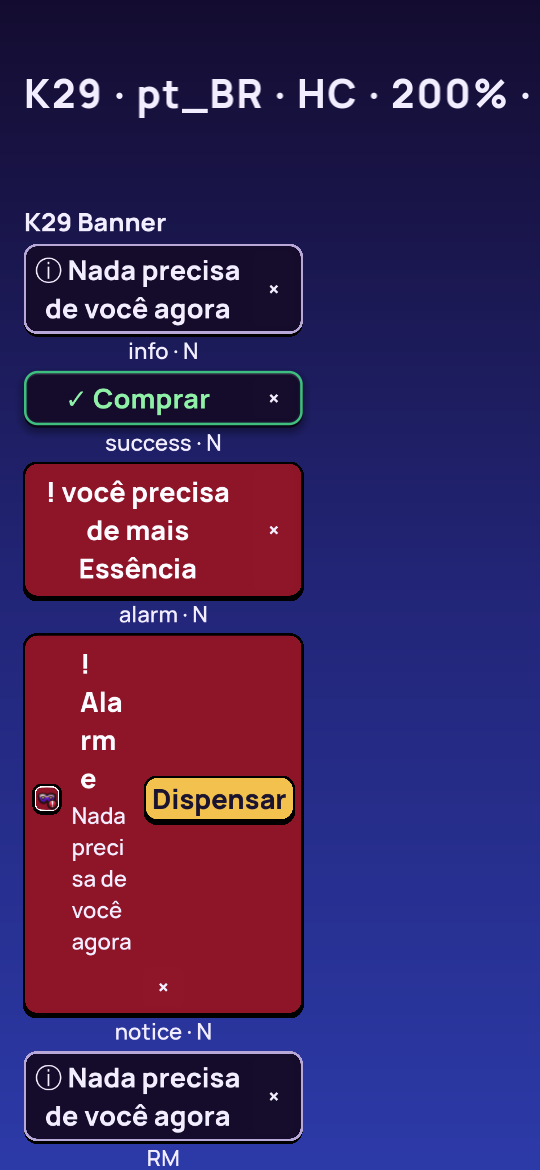 K29 · pt_BR · HC · 200% ·
K29 Banner
ⓘ Nada precisa
de você agora
×
info · N
✓ Comprar
×
success · N
! você precisa
de mais
Essência
×
alarm · N
!
Ala
rm
e
Nada
preci
sa de
você
agora
Dispensar
×
notice · N
ⓘ Nada precisa
de você agora
×
RM